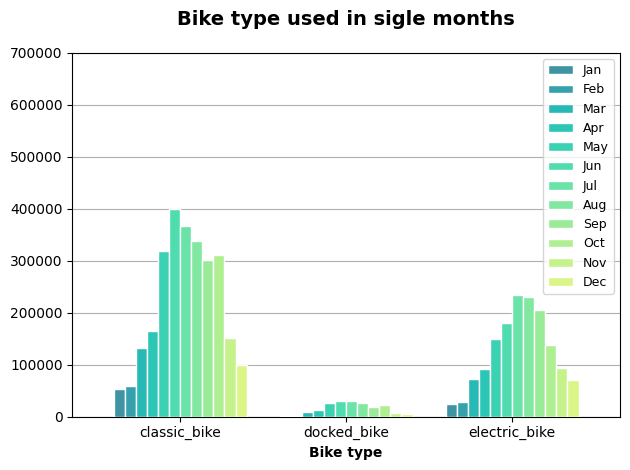 Bike type used in sigle months
700000
600000
500000
400000
300000
200000
100000
0
Jan
Feb
Mar
Apr
May
Jun
Jul
Aug
Sep
Oct
Nov
Dec
classic_bike docked_bike electric_bike
Bike type